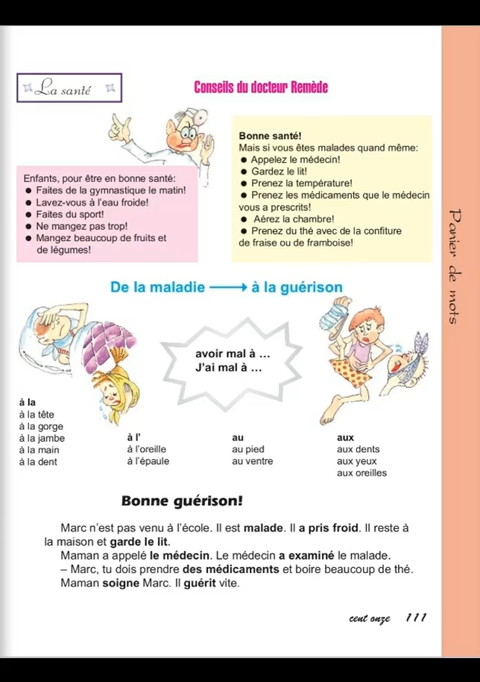 La santé
Conseils du docteur Remède
Enfants, pour être en bonne santé:
● Faites de la gymnastique le matin!
● Lavez-vous à l'eau froide!
● Faites du sport!
● Ne mangez pas trop!
● Mangez beaucoup de fruits et
de légumes!
Bonne santé!
Mais si vous êtes malades quand même:
● Appelez le médecin!
● Gardez le lit!
● Prenez la température!
● Prenez les médicaments que le médecin
vous a prescrits!
● Aérez la chambre!
● Prenez du thé avec de la confiture
de fraise ou de framboise!
Panier de mots
De la maladie → à la guérison
avoir mal à ...
J'ai mal à ...
à la
à la tête
à la gorge
à la jambe
à la main
à la dent
à l'
à l'oreille
à l'épaule
au
au pied
au ventre
aux
aux dents
aux yeux
aux oreilles
Bonne guérison!
Marc n'est pas venu à l'école. Il est malade. Il a pris froid. Il reste à
la maison et garde le lit.
Maman a appelé le médecin. Le médecin a examiné le malade.
– Marc, tu dois prendre des médicaments et boire beaucoup de thé.
Maman soigne Marc. Il guérit vite.
cent onze 111